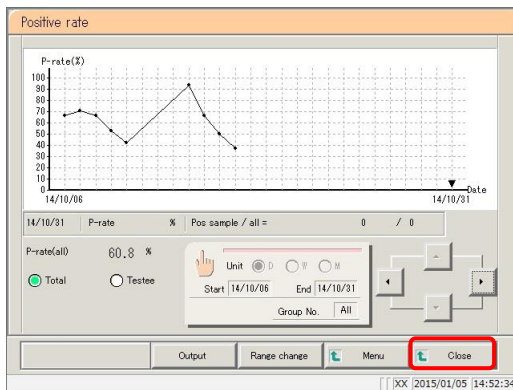 Positive rate
P-rate(%)
100
90
80
70
60
50
40
30
20
10
0
Date
14/10/06 14/10/31
14/10/31 P-rate % Pos sample / all = 0 / 0
P-rate(all) 60.8 %
Total Testee
Unit D W M
Start 14/10/06 End 14/10/31
Group No. All
Output Range change Menu Close
XX 2015/01/05 14:52:34